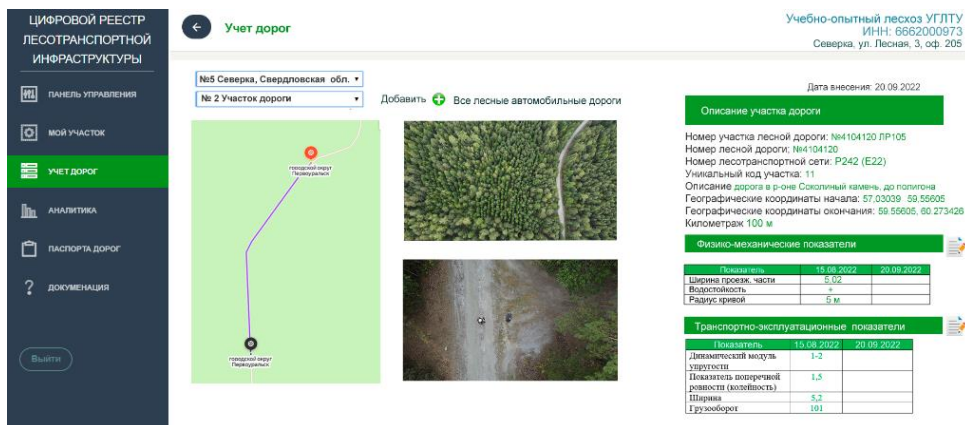 ЦИФРОВОЙ РЕЕСТР
ЛЕСОТРАНСПОРТНОЙ
ИНФРАСТРУКТУРЫ
ПАНЕЛЬ УПРАВЛЕНИЯ
МОЙ УЧАСТОК
УЧЕТ ДОРОГ
АНАЛИТИКА
ПАСПОРТА ДОРОГ
ДОКУМЕНАЦИЯ
Выйти
Учет дорог
Учебно-опытный лесхоз УГЛТУ
ИНН: 6662000973
Северка, ул. Лесная, 3, оф. 205
№5 Северка, Свердловская обл.
№ 2 Участок дороги
Добавить Все лесные автомобильные дороги
городской округ
Первоуральск
городской округ
Первоуральск
Дата внесения: 20.09.2022
Описание участка дороги
Номер участка лесной дороги: №4104120 ЛР105
Номер лесной дороги: №4104120
Номер лесотранспортной сети: Р242 (Е22)
Уникальный код участка: 11
Описание дорога в р-оне Соколиный камень, до полигона
Географические координаты начала: 57,03039 59,55605
Географические координаты окончания: 59,55605, 60.273426
Километраж 100 м
Физико-механические показатели
Показатель 15.08.2022 20.09.2022
Ширина проезж. части 5,02
Водостойкость +
Радиус кривой 5 м
Транспортно-эксплуатационные показатели
Показатель 15.08.2022 20.09.2022
Динамический модуль 1-2
упругости
Показатель поперечной 1,5
ровности (колейность)
Ширина 5,2
Грузооборот 101